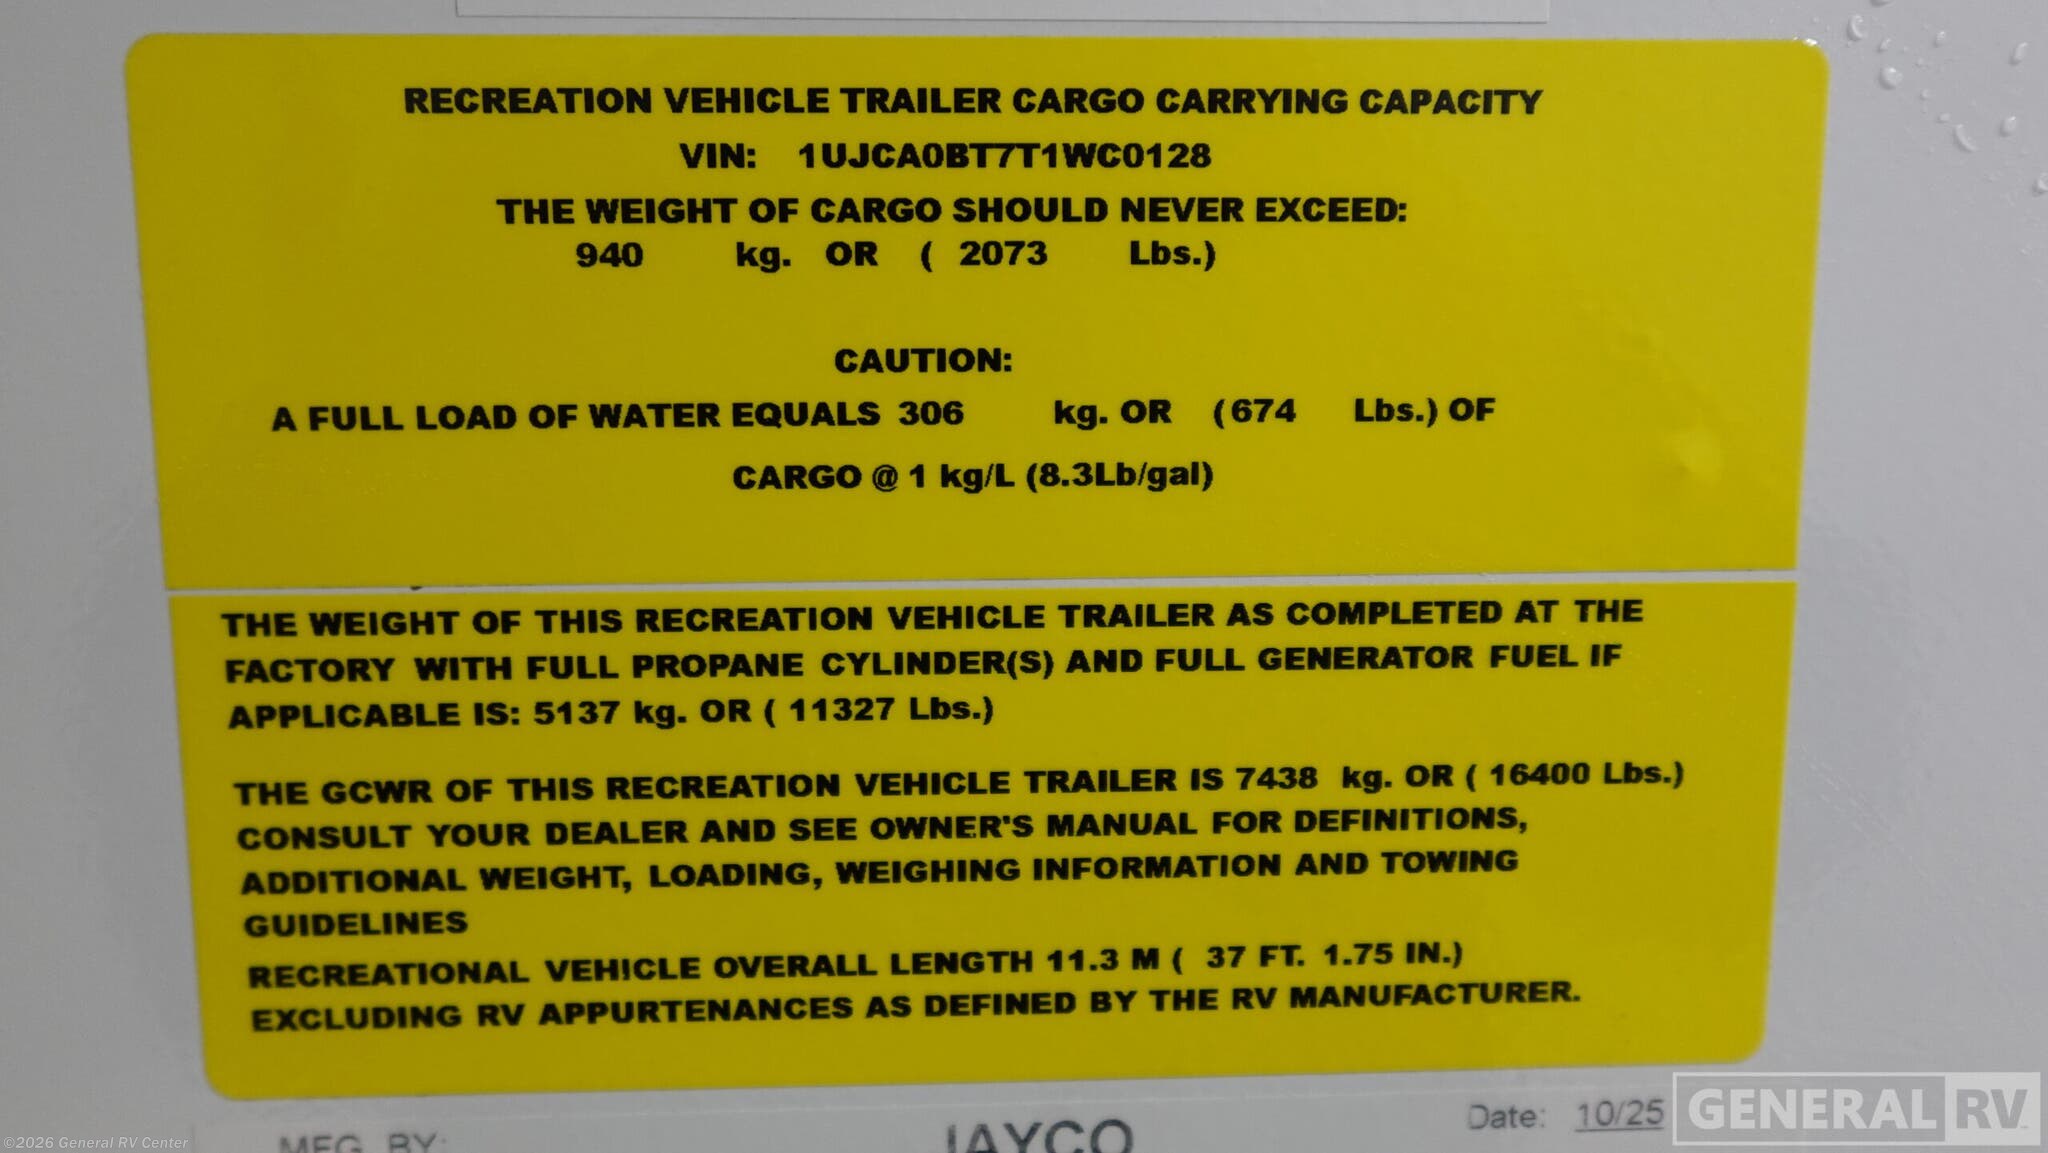 RECREATION VEHICLE TRAILER CARGO CARRYING CAPACITY
VIN: 1UJCA0BT7T1WC0128
THE WEIGHT OF CARGO SHOULD NEVER EXCEED:
940 kg. OR ( 2073 Lbs.)
CAUTION:
A FULL LOAD OF WATER EQUALS 306 kg. OR (674 Lbs.) OF
CARGO @ 1 kg/L (8.3Lb/gal)
THE WEIGHT OF THIS RECREATION VEHICLE TRAILER AS COMPLETED AT THE
FACTORY WITH FULL PROPANE CYLINDER(S) AND FULL GENERATOR FUEL IF
APPLICABLE IS: 5137 kg. OR ( 11327 Lbs.)
THE GCWR OF THIS RECREATION VEHICLE TRAILER IS 7438 kg. OR ( 16400 Lbs.)
CONSULT YOUR DEALER AND SEE OWNER'S MANUAL FOR DEFINITIONS,
ADDITIONAL WEIGHT, LOADING, WEIGHING INFORMATION AND TOWING
GUIDELINES
RECREATIONAL VEHICLE OVERALL LENGTH 11.3 M ( 37 FT. 1.75 IN.)
EXCLUDING RV APPURTENANCES AS DEFINED BY THE RV MANUFACTURER.
MFG. BY: JAYCO Date: 10/25
GENERAL RV
©2026 General RV Center